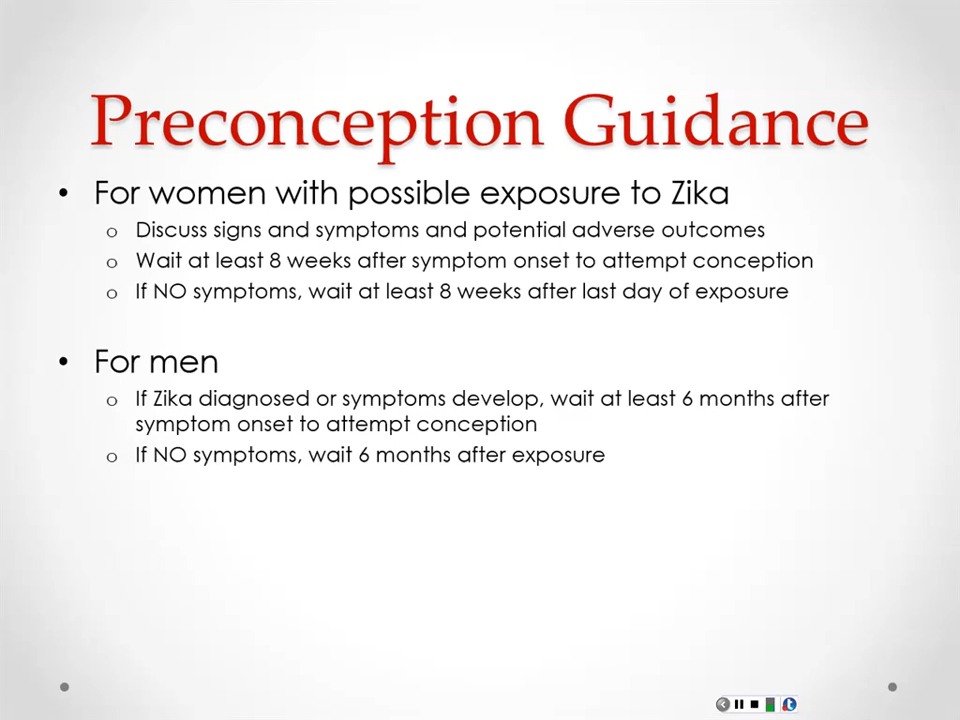 Preconception Guidance
• For women with possible exposure to Zika
o Discuss signs and symptoms and potential adverse outcomes
o Wait at least 8 weeks after symptom onset to attempt conception
o If NO symptoms, wait at least 8 weeks after last day of exposure
• For men
o If Zika diagnosed or symptoms develop, wait at least 6 months after
symptom onset to attempt conception
o If NO symptoms, wait 6 months after exposure